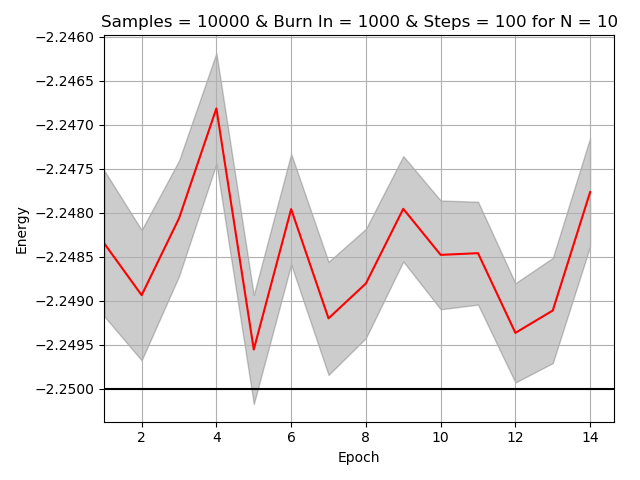 Samples = 10000 & Burn In = 1000 & Steps = 100 for N = 10
−2.2460
−2.2465
−2.2470
−2.2475
−2.2480
−2.2485
−2.2490
−2.2495
−2.2500
Energy
2 4 6 8 10 12 14
Epoch